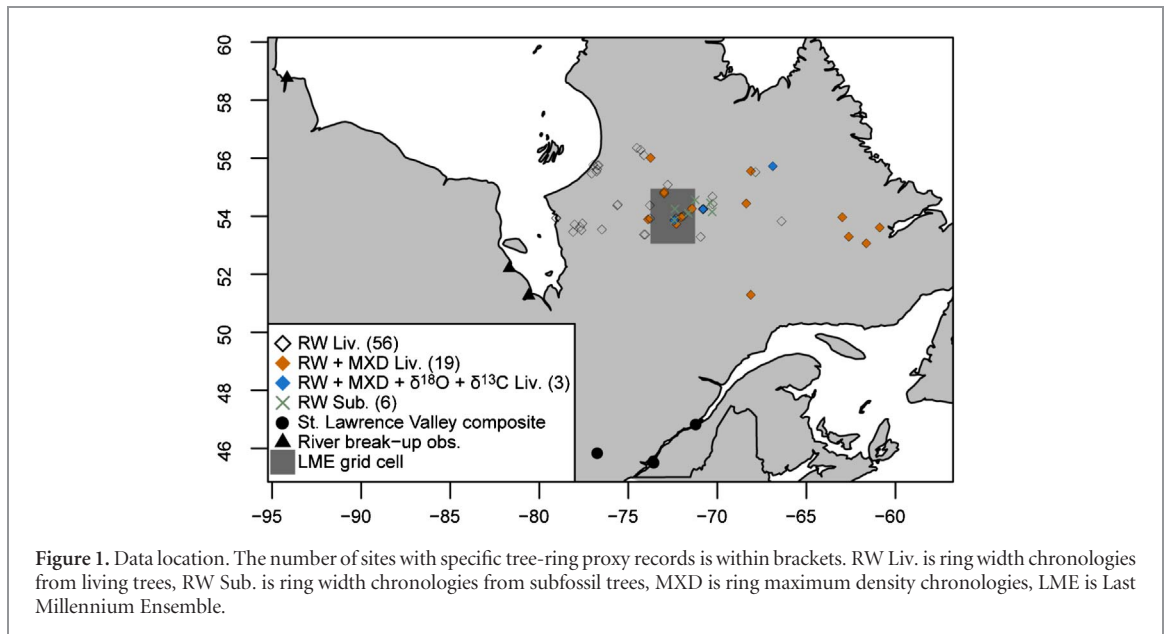 60
58
56
54
52
50
48
46
RW Liv. (56)
RW + MXD Liv. (19)
RW + MXD + δ¹⁸O + δ¹³C Liv. (3)
RW Sub. (6)
St. Lawrence Valley composite
River break−up obs.
LME grid cell
−95 −90 −85 −80 −75 −70 −65 −60
Figure 1. Data location. The number of sites with specific tree-ring proxy records is within brackets. RW Liv. is ring width chronologies
from living trees, RW Sub. is ring width chronologies from subfossil trees, MXD is ring maximum density chronologies, LME is Last
Millennium Ensemble.